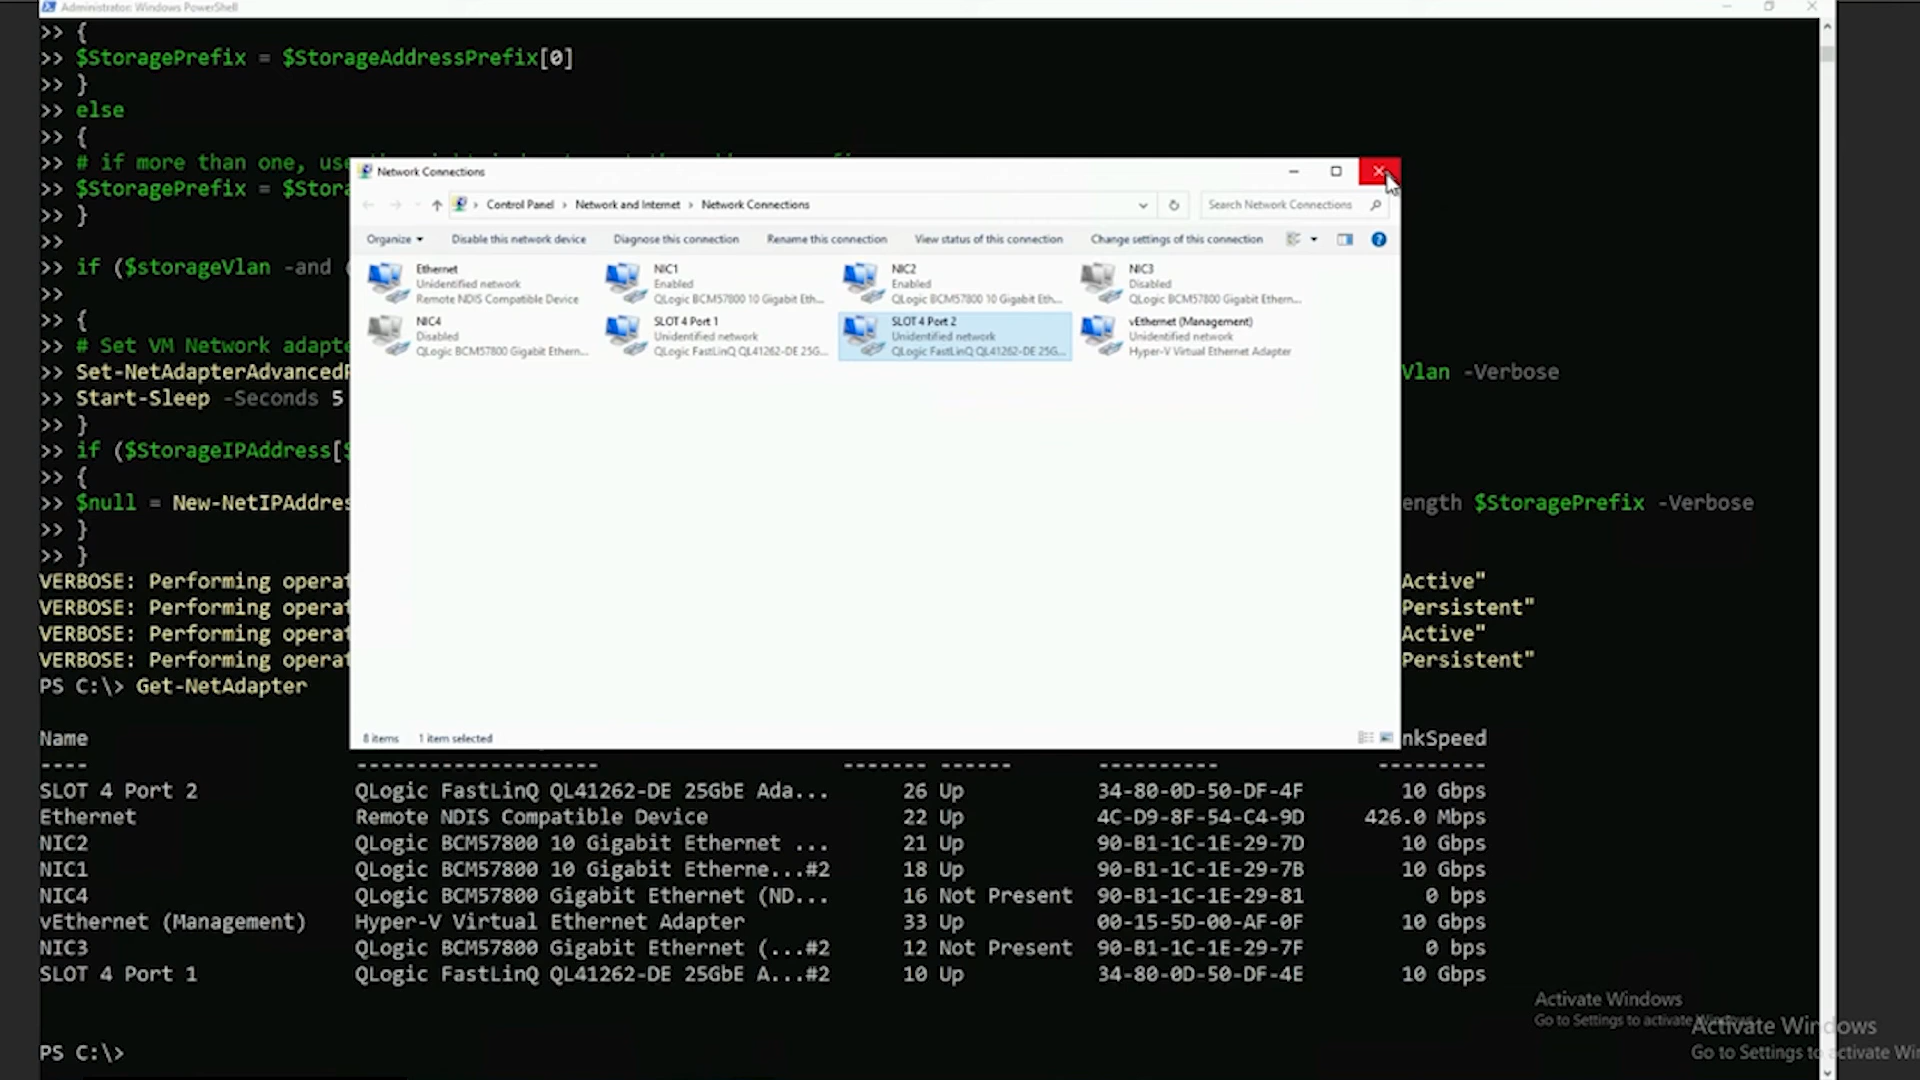 Administrator: Windows PowerShell
>> {
>> $StoragePrefix = $StorageAddressPrefix[0]
>> }
>> else
>> {
>> # if more than one, use
>> $StoragePrefix = $Stora
>> }
>>
>> if ($storageVlan -and (
>>
>> {
>> # Set VM Network adapte
>> Set-NetAdapterAdvancedP Vlan -Verbose
>> Start-Sleep -Seconds 5
>> }
>> if ($StorageIPAddress[$
>> {
>> $null = New-NetIPAddres ength $StoragePrefix -Verbose
>> }
>> }
VERBOSE: Performing operat Active"
VERBOSE: Performing operat Persistent"
VERBOSE: Performing operat Active"
VERBOSE: Performing operat Persistent"
PS C:\> Get-NetAdapter
Network Connections
Control Panel > Network and Internet > Network Connections
Search Network Connections
Organize Disable this network device Diagnose this connection Rename this connection View status of this connection Change settings of this connection
Ethernet
Unidentified network
Remote NDIS Compatible Device
NIC1
Enabled
QLogic BCM57800 10 Gigabit Eth...
NIC2
Enabled
QLogic BCM57800 10 Gigabit Eth...
NIC3
Disabled
QLogic BCM57800 Gigabit Ethern...
NIC4
Disabled
QLogic BCM57800 Gigabit Ethern...
SLOT 4 Port 1
Unidentified network
QLogic FastLinQ QL41262-DE 25G...
SLOT 4 Port 2
Unidentified network
QLogic FastLinQ QL41262-DE 25G...
vEthernet (Management)
Unidentified network
Hyper-V Virtual Ethernet Adapter
8 items 1 item selected
Name nkSpeed
---- -------------------- ------- ------ ---------- ---------
SLOT 4 Port 2 QLogic FastLinQ QL41262-DE 25GbE Ada... 26 Up 34-80-0D-50-DF-4F 10 Gbps
Ethernet Remote NDIS Compatible Device 22 Up 4C-D9-8F-54-C4-9D 426.0 Mbps
NIC2 QLogic BCM57800 10 Gigabit Ethernet ... 21 Up 90-B1-1C-1E-29-7D 10 Gbps
NIC1 QLogic BCM57800 10 Gigabit Etherne...#2 18 Up 90-B1-1C-1E-29-7B 10 Gbps
NIC4 QLogic BCM57800 Gigabit Ethernet (ND... 16 Not Present 90-B1-1C-1E-29-81 0 bps
vEthernet (Management) Hyper-V Virtual Ethernet Adapter 33 Up 00-15-5D-00-AF-0F 10 Gbps
NIC3 QLogic BCM57800 Gigabit Ethernet (...#2 12 Not Present 90-B1-1C-1E-29-7F 0 bps
SLOT 4 Port 1 QLogic FastLinQ QL41262-DE 25GbE A...#2 10 Up 34-80-0D-50-DF-4E 10 Gbps
PS C:\>
Activate Windows
Go to Settings to activate
Activate Windows
Go to Settings to activate Wi